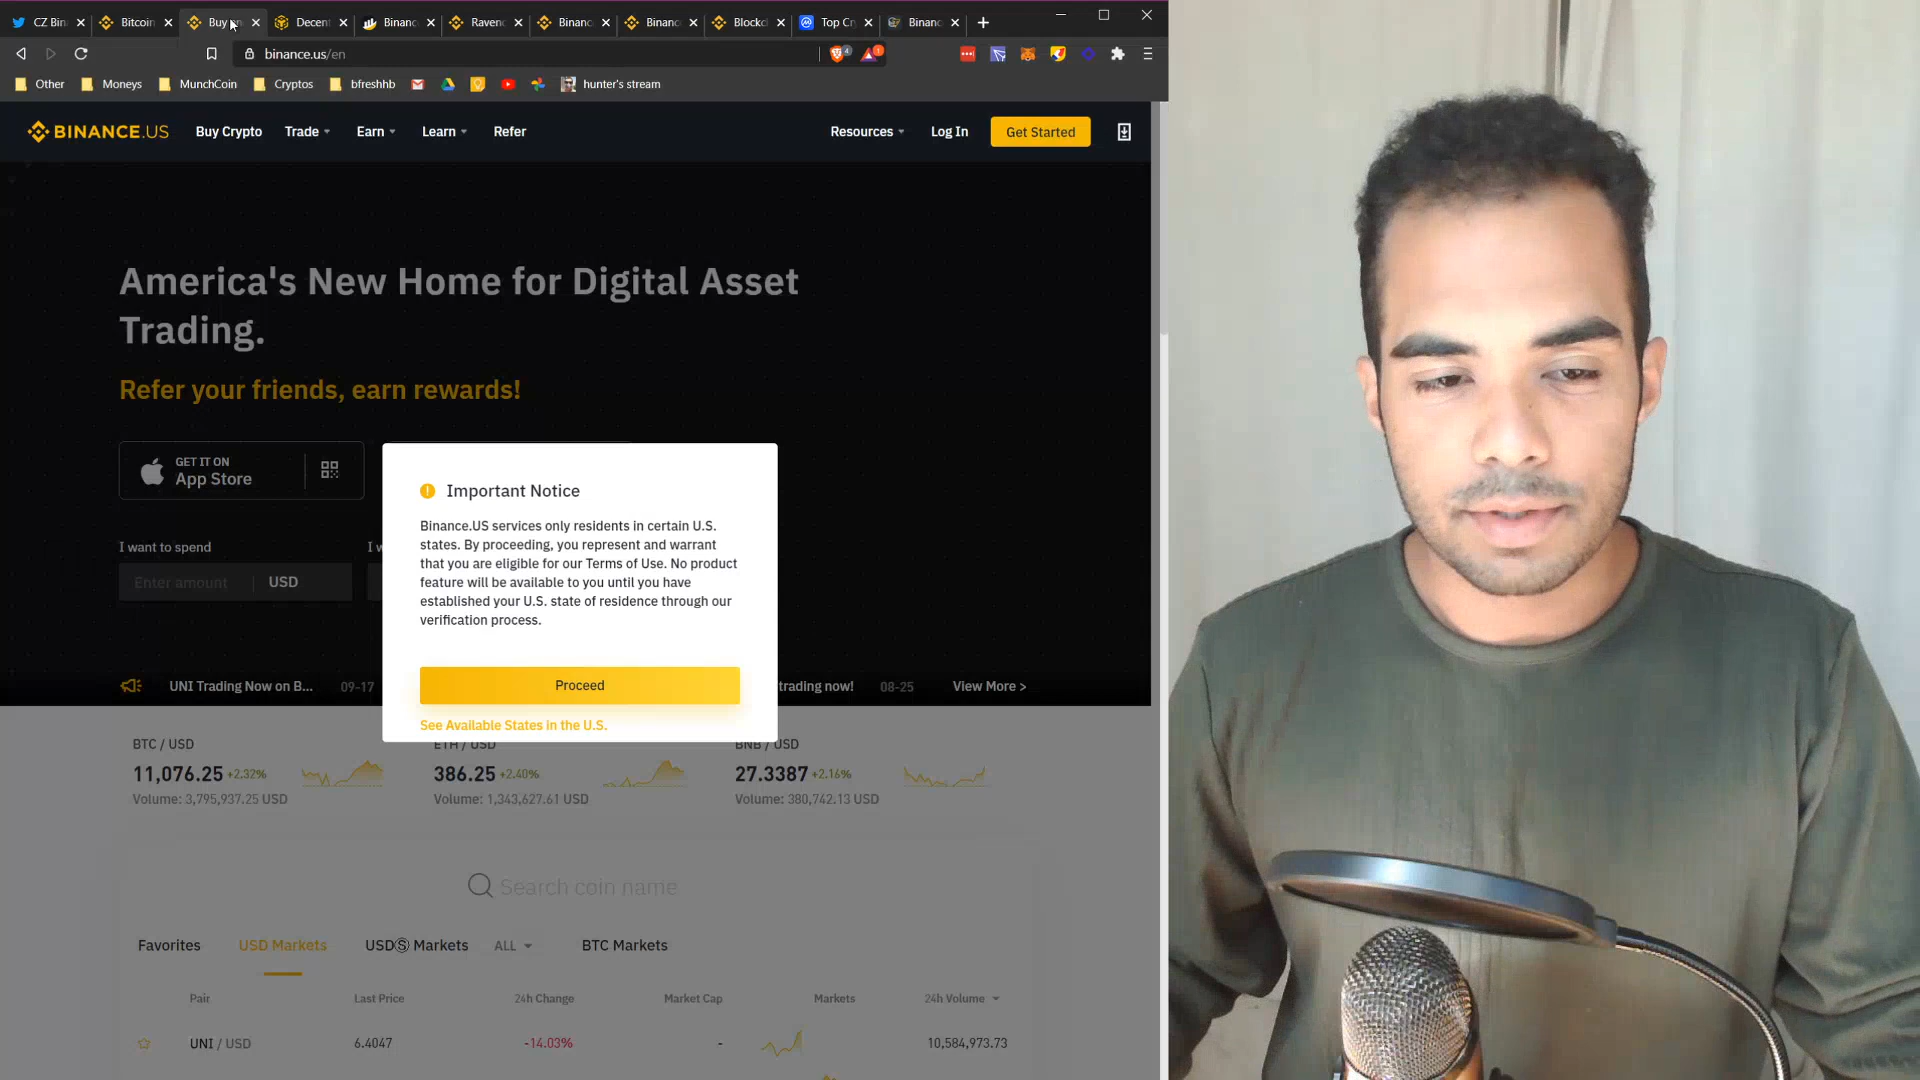 CZ Bin
Bitcoin
Buy
Decent
Binanc
Raven
Binanc
Binanc
Blockc
Top Cr
Binanc
binance.us/en
4
1
Other
Moneys
MunchCoin
Cryptos
bfreshhb
hunter's stream
BINANCE.US
Buy Crypto
Trade
Earn
Learn
Refer
Resources
Log In
Get Started
America's New Home for Digital Asset
Trading.
Refer your friends, earn rewards!
GET IT ON
App Store
I want to spend
I w
Enter amount
USD
Important Notice
Binance.US services only residents in certain U.S.
states. By proceeding, you represent and warrant
that you are eligible for our Terms of Use. No product
feature will be available to you until you have
established your U.S. state of residence through our
verification process.
Proceed
See Available States in the U.S.
UNI Trading Now on B...
09-17
trading now!
08-25
View More >
BTC / USD
11,076.25 +2.32%
Volume: 3,795,937.25 USD
ETH / USD
386.25 +2.40%
Volume: 1,343,627.61 USD
BNB / USD
27.3387 +2.16%
Volume: 380,742.13 USD
Search coin name
Favorites
USD Markets
USDⓈ Markets
ALL
BTC Markets
Pair
Last Price
24h Change
Market Cap
Markets
24h Volume
UNI / USD
6.4047
-14.03%
-
10,584,973.73